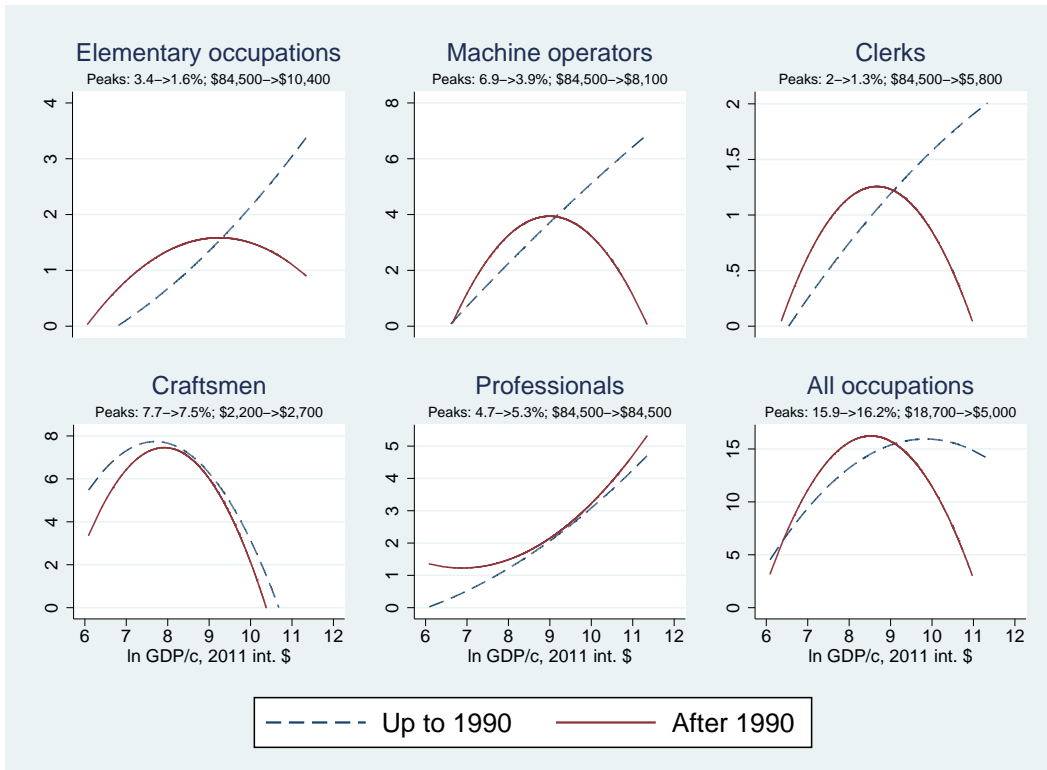 Elementary occupations
Peaks: 3.4–>1.6%; $84,500–>$10,400
4
3
2
1
0
Machine operators
Peaks: 6.9–>3.9%; $84,500–>$8,100
8
6
4
2
0
Clerks
Peaks: 2–>1.3%; $84,500–>$5,800
2
1.5
1
.5
0
Craftsmen
Peaks: 7.7–>7.5%; $2,200–>$2,700
8
6
4
2
0
6 7 8 9 10 11 12
ln GDP/c, 2011 int. $
Professionals
Peaks: 4.7–>5.3%; $84,500–>$84,500
5
4
3
2
1
0
6 7 8 9 10 11 12
ln GDP/c, 2011 int. $
All occupations
Peaks: 15.9–>16.2%; $18,700–>$5,000
15
10
5
0
6 7 8 9 10 11 12
ln GDP/c, 2011 int. $
Up to 1990 After 1990